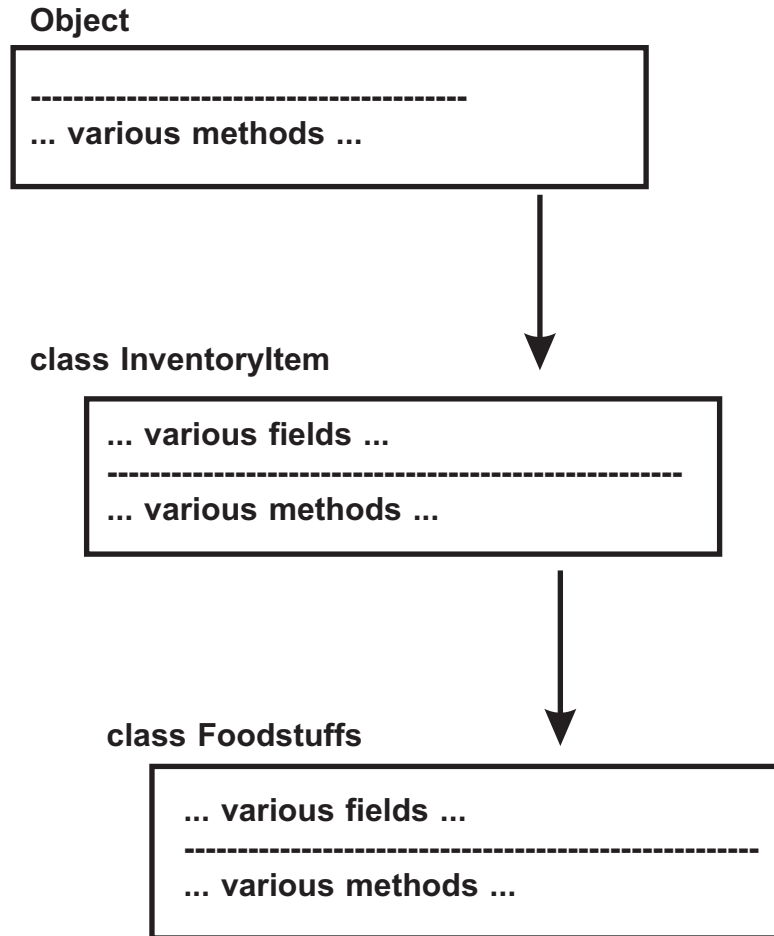 Object
-----------------------------------------
... various methods ...
class InventoryItem
... various fields ...
------------------------------------------------------
... various methods ...
class Foodstuffs
... various fields ...
------------------------------------------------------
... various methods ...